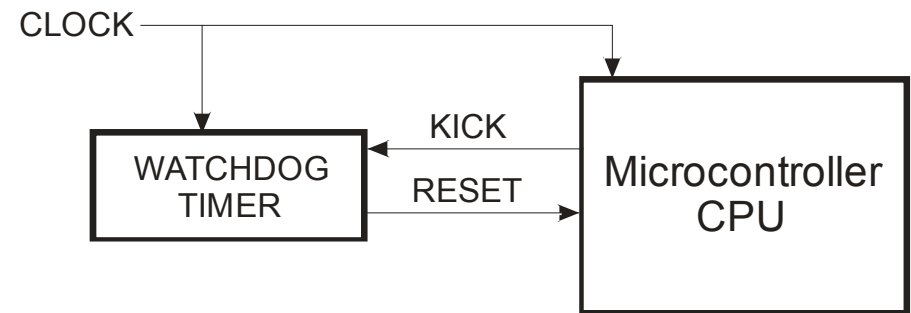 CLOCK
KICK
WATCHDOG
TIMER
RESET
Microcontroller
CPU